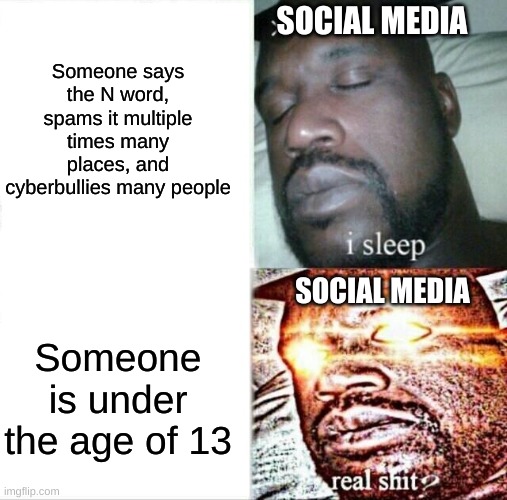 SOCIAL MEDIA
Someone says
the N word,
spams it multiple
times many
places, and
cyberbullies many people
i sleep
SOCIAL MEDIA
Someone
is under
the age of 13
real shit?
imgflip.com